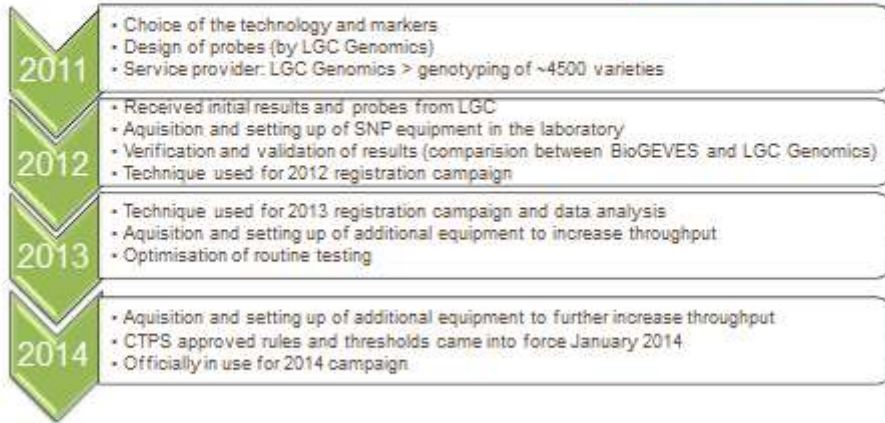 2011
• Choice of the technology and markers
• Design of probes (by LGC Genomics)
• Service provider: LGC Genomics > genotyping of ~4500 varieties
2012
• Received initial results and probes from LGC
• Aquisition and setting up of SNP equipment in the laboratory
• Verification and validation of results (comparision between BioGEVES and LGC Genomics)
• Technique used for 2012 registration campaign
2013
• Technique used for 2013 registration campaign and data analysis
• Aquisition and setting up of additional equipment to increase throughput
• Optimisation of routine testing
2014
• Aquisition and setting up of additional equipment to further increase throughput
• CTPS approved rules and thresholds came into force January 2014
• Officially in use for 2014 campaign